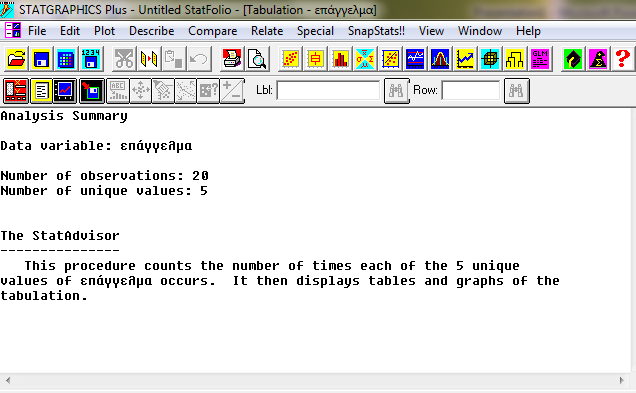 STATGRAPHICS Plus - Untitled StatFolio - [Tabulation - επάγγελμα]
File Edit Plot Describe Compare Relate Special SnapStats!! View Window Help
1234
GLM
ABC
Lbl: Row:
Analysis Summary
Data variable: επάγγελμα
Number of observations: 20
Number of unique values: 5
The StatAdvisor
---------------
This procedure counts the number of times each of the 5 unique
values of επάγγελμα occurs. It then displays tables and graphs of the
tabulation.